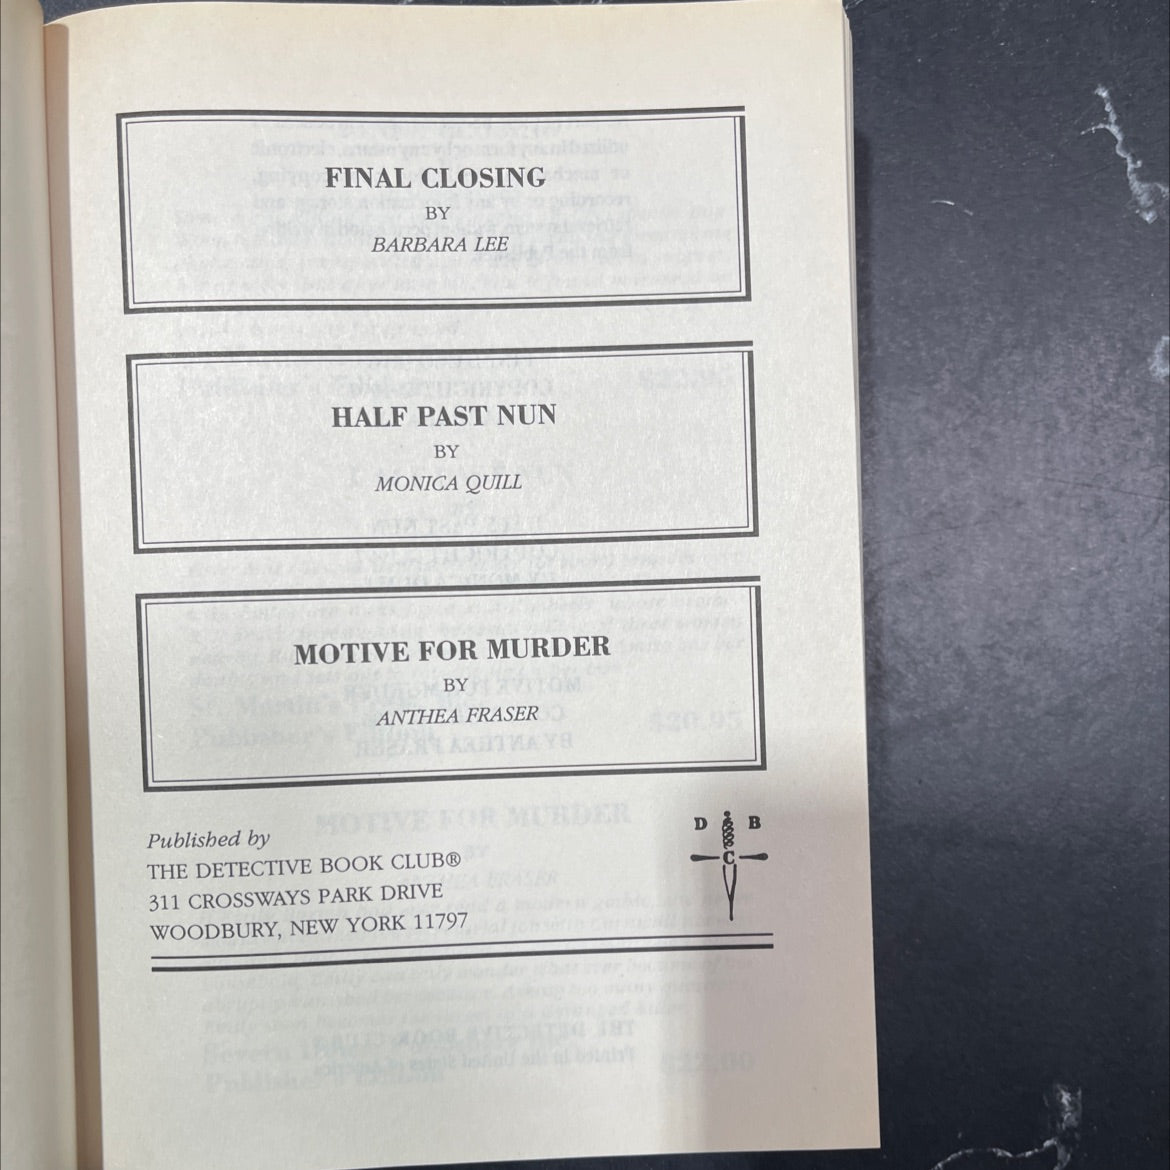 FINAL CLOSING
BY
BARBARA LEE
HALF PAST NUN
BY
MONICA QUILL
MOTIVE FOR MURDER
BY
ANTHEA FRASER
Published by
THE DETECTIVE BOOK CLUB®
311 CROSSWAYS PARK DRIVE
WOODBURY, NEW YORK 11797
D B
C